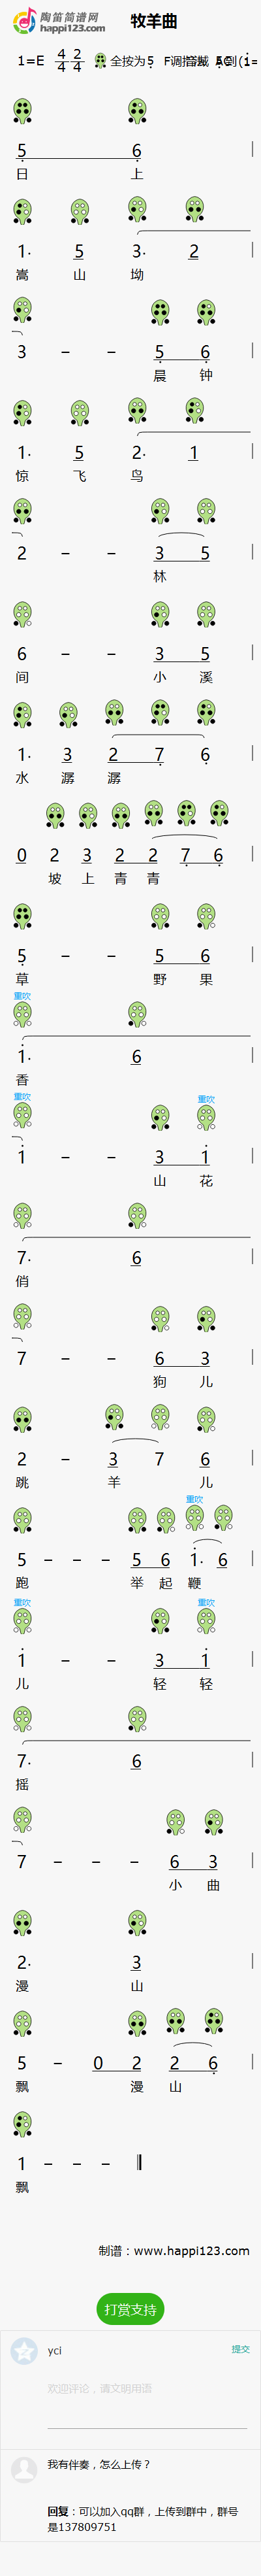 陶笛简谱网
happi123.com
牧羊曲
1=E 4/4 2/4 全按为5̣ F调指
5̣ 6̣
日 上
1· 5 3· 2
嵩 山 坳
3 – – 5̣ 6̣
晨 钟
1· 5 2· 1
惊 飞 鸟
2 – – 3 5
林
6 – – 3 5
间 小 溪
1· 3 2 7̣ 6̣
水 潺 潺
0 2 3 2 2 7̣ 6̣
坡 上 青 青
5̣ – – 5 6
草 野 果
重吹
1̇· 6
香
重吹 重吹
1̇ – – 3 1̇
山 花
7· 6
俏
7 – – 6 3
狗 儿
2 – 3 7 6
跳 羊 儿
重吹
5 – – – 5 6 1̇· 6
跑 举 起 鞭
重吹 重吹
1̇ – – 3 1̇
儿 轻 轻
7· 6
摇
7 – – – 6 3
小 曲
2· 3
漫 山
5 – 0 2 2 6̣
飘 漫 山
1 – – –
飘
制谱：www.happi123.com
打赏支持
yci 提交
欢迎评论，请文明用语
我有伴奏，怎么上传？
回复：可以加入qq群，上传到群中，群号
是137809751